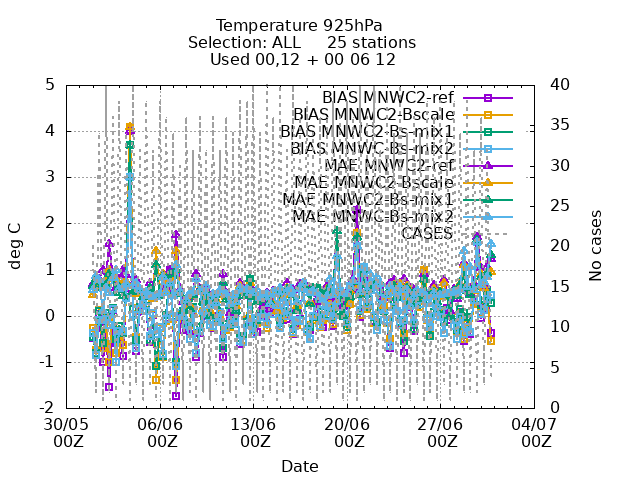 Temperature 925hPa
Selection: ALL 25 stations
Used 00,12 + 00 06 12
BIAS MNWC2-ref
BIAS MNWC2-Bscale
BIAS MNWC2-Bs-mix1
BIAS MNWC-Bs-mix2
MAE MNWC2-ref
MAE MNWC2-Bscale
MAE MNWC2-Bs-mix1
MAE MNWC-Bs-mix2
CASES
deg C
5
4
3
2
1
0
-1
-2
No cases
40
35
30
25
20
15
10
5
0
30/05 06/06 13/06 20/06 27/06 04/07
00Z 00Z 00Z 00Z 00Z 00Z
Date